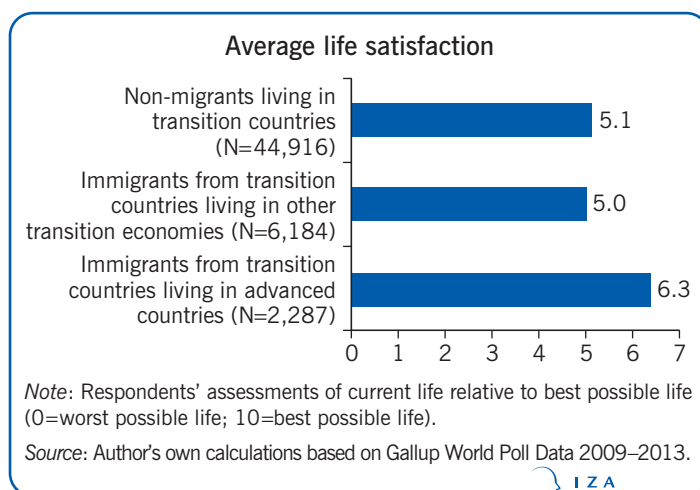 Average life satisfaction
Non-migrants living in
transition countries
(N=44,916)
5.1
Immigrants from transition
countries living in other
transition economies (N=6,184)
5.0
Immigrants from transition
countries living in advanced
countries (N=2,287)
6.3
0 1 2 3 4 5 6 7
Note: Respondents’ assessments of current life relative to best possible life
(0=worst possible life; 10=best possible life).
Source: Author’s own calculations based on Gallup World Poll Data 2009–2013.
I Z A